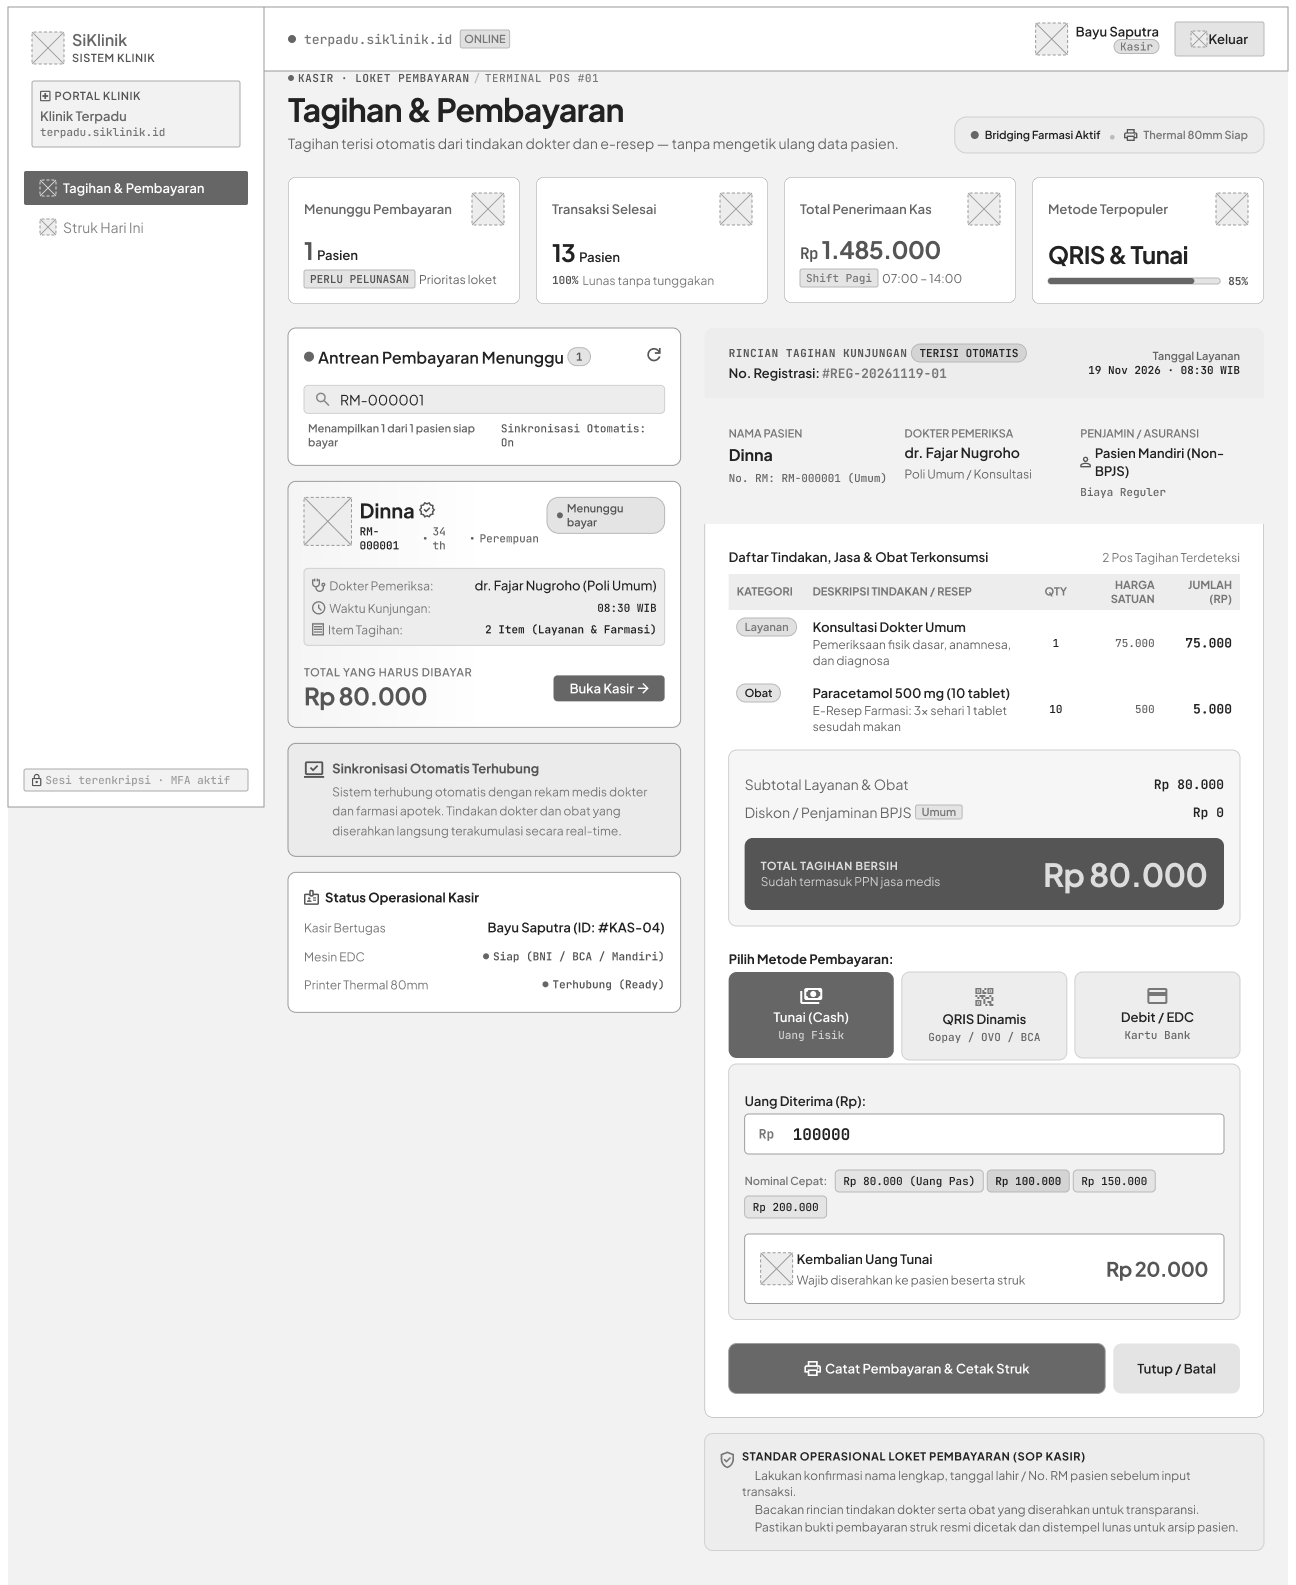 SiKlinik
SISTEM KLINIK
PORTAL KLINIK
Klinik Terpadu
terpadu.siklinik.id
Tagihan & Pembayaran
Struk Hari Ini
Sesi terenkripsi · MFA aktif
terpadu.siklinik.id ONLINE
Bayu Saputra
Kasir
Keluar
KASIR · LOKET PEMBAYARAN / TERMINAL POS #01
Tagihan & Pembayaran
Tagihan terisi otomatis dari tindakan dokter dan e-resep — tanpa mengetik ulang data pasien.
Bridging Farmasi Aktif • Thermal 80mm Siap
Menunggu Pembayaran
1 Pasien
PERLU PELUNASAN Prioritas loket
Transaksi Selesai
13 Pasien
100% Lunas tanpa tunggakan
Total Penerimaan Kas
Rp 1.485.000
Shift Pagi 07:00 – 14:00
Metode Terpopuler
QRIS & Tunai
85%
Antrean Pembayaran Menunggu 1
RM-000001
Menampilkan 1 dari 1 pasien siap
bayar
Sinkronisasi Otomatis:
On
Dinna
RM-
000001
• 34
th
• Perempuan
Menunggu
bayar
Dokter Pemeriksa: dr. Fajar Nugroho (Poli Umum)
Waktu Kunjungan: 08:30 WIB
Item Tagihan: 2 Item (Layanan & Farmasi)
TOTAL YANG HARUS DIBAYAR
Rp 80.000
Buka Kasir →
Sinkronisasi Otomatis Terhubung
Sistem terhubung otomatis dengan rekam medis dokter
dan farmasi apotek. Tindakan dokter dan obat yang
diserahkan langsung terakumulasi secara real-time.
Status Operasional Kasir
Kasir Bertugas Bayu Saputra (ID: #KAS-04)
Mesin EDC Siap (BNI / BCA / Mandiri)
Printer Thermal 80mm Terhubung (Ready)
RINCIAN TAGIHAN KUNJUNGAN TERISI OTOMATIS
No. Registrasi: #REG-20261119-01
Tanggal Layanan
19 Nov 2026 · 08:30 WIB
NAMA PASIEN
Dinna
No. RM: RM-000001 (Umum)
DOKTER PEMERIKSA
dr. Fajar Nugroho
Poli Umum / Konsultasi
PENJAMIN / ASURANSI
Pasien Mandiri (Non-
BPJS)
Biaya Reguler
Daftar Tindakan, Jasa & Obat Terkonsumsi
2 Pos Tagihan Terdeteksi
KATEGORI DESKRIPSI TINDAKAN / RESEP QTY HARGA SATUAN JUMLAH (RP)
Layanan Konsultasi Dokter Umum
Pemeriksaan fisik dasar, anamnesa,
dan diagnosa
1 75.000 75.000
Obat Paracetamol 500 mg (10 tablet)
E-Resep Farmasi: 3x sehari 1 tablet
sesudah makan
10 500 5.000
Subtotal Layanan & Obat Rp 80.000
Diskon / Penjaminan BPJS Umum Rp 0
TOTAL TAGIHAN BERSIH
Sudah termasuk PPN jasa medis
Rp 80.000
Pilih Metode Pembayaran:
Tunai (Cash)
Uang Fisik
QRIS Dinamis
Gopay / OVO / BCA
Debit / EDC
Kartu Bank
Uang Diterima (Rp):
Rp 100000
Nominal Cepat: Rp 80.000 (Uang Pas) Rp 100.000 Rp 150.000
Rp 200.000
Kembalian Uang Tunai
Wajib diserahkan ke pasien beserta struk
Rp 20.000
Catat Pembayaran & Cetak Struk
Tutup / Batal
STANDAR OPERASIONAL LOKET PEMBAYARAN (SOP KASIR)
Lakukan konfirmasi nama lengkap, tanggal lahir / No. RM pasien sebelum input
transaksi.
Bacakan rincian tindakan dokter serta obat yang diserahkan untuk transparansi.
Pastikan bukti pembayaran struk resmi dicetak dan distempel lunas untuk arsip pasien.